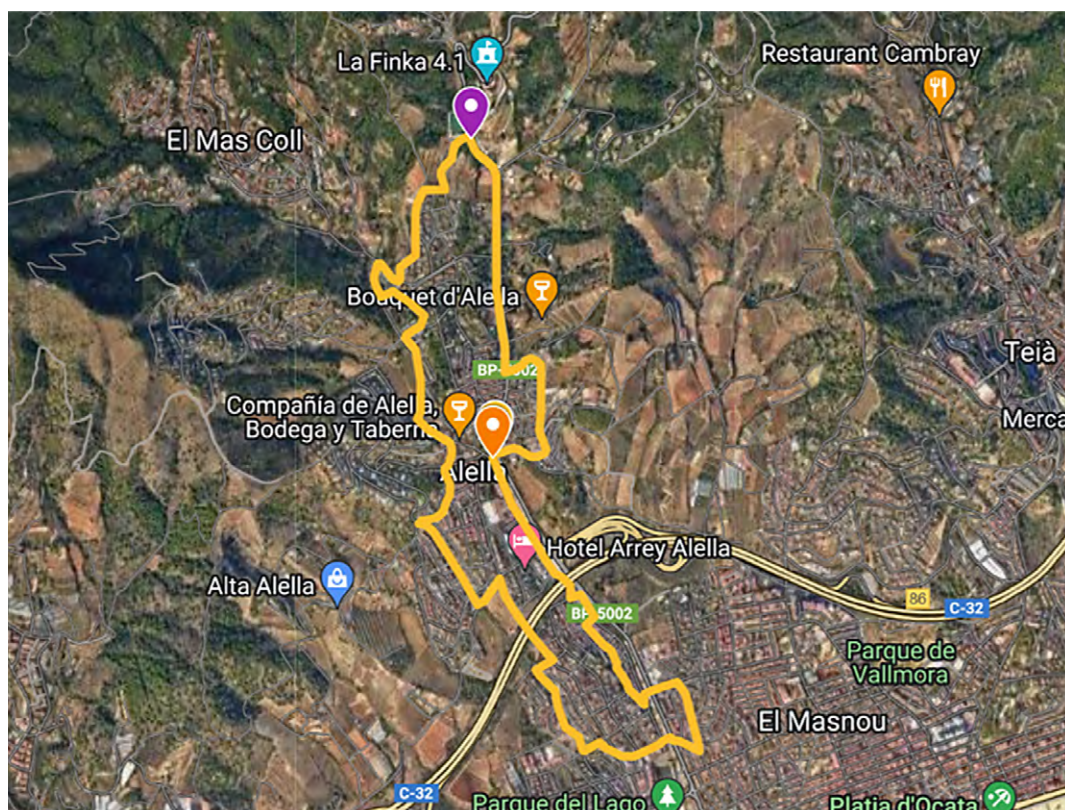 La Finka 4.1
Restaurant Cambray
El Mas Coll
Bouquet d'Alella
Teià
BP-5002
Compañía de Alella,
Bodega y Taberna
Merca
Alella
Hotel Arrey Alella
Alta Alella
86
C-32
BP-5002
Parque de
Vallmora
El Masnou
C-32
Parque del Lago
Platja d'Ocata